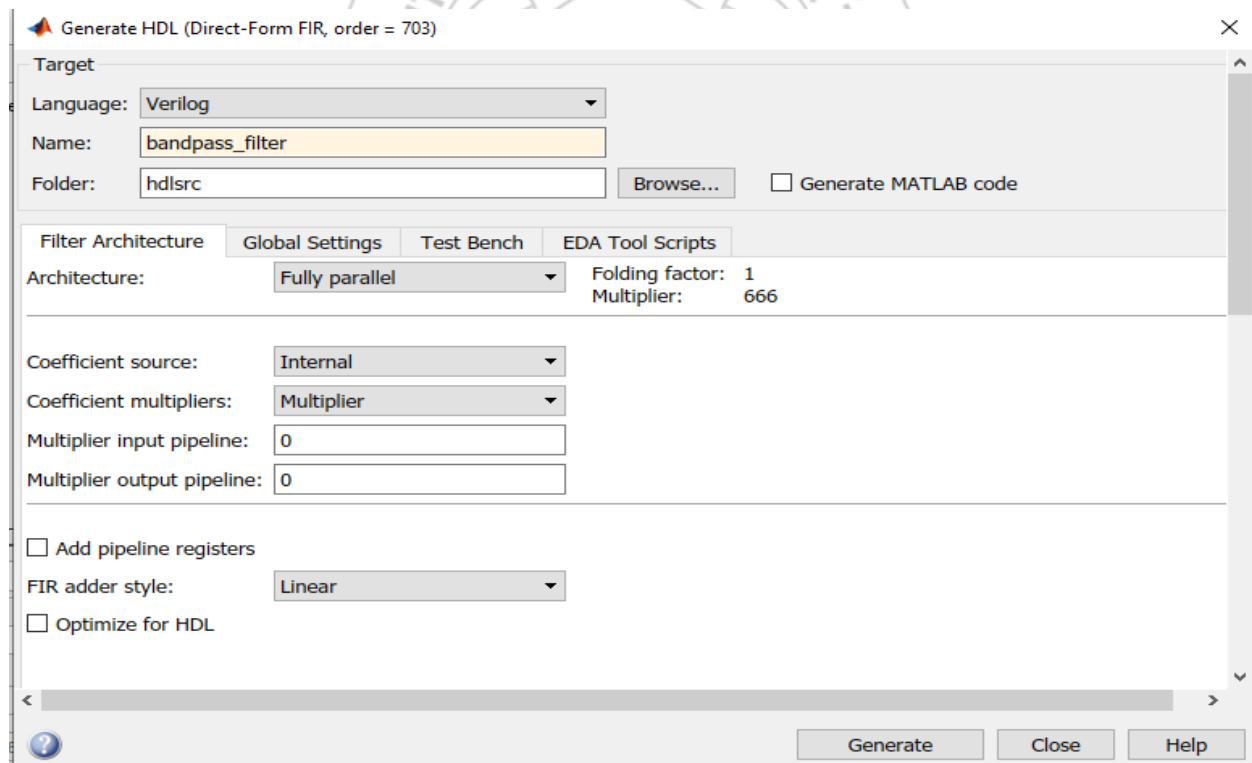 Generate HDL (Direct-Form FIR, order = 703)
Target
Language: Verilog
Name: bandpass_filter
Folder: hdlsrc Browse... Generate MATLAB code
Filter Architecture Global Settings Test Bench EDA Tool Scripts
Architecture: Fully parallel Folding factor: 1
Multiplier: 666
Coefficient source: Internal
Coefficient multipliers: Multiplier
Multiplier input pipeline: 0
Multiplier output pipeline: 0
Add pipeline registers
FIR adder style: Linear
Optimize for HDL
Generate Close Help